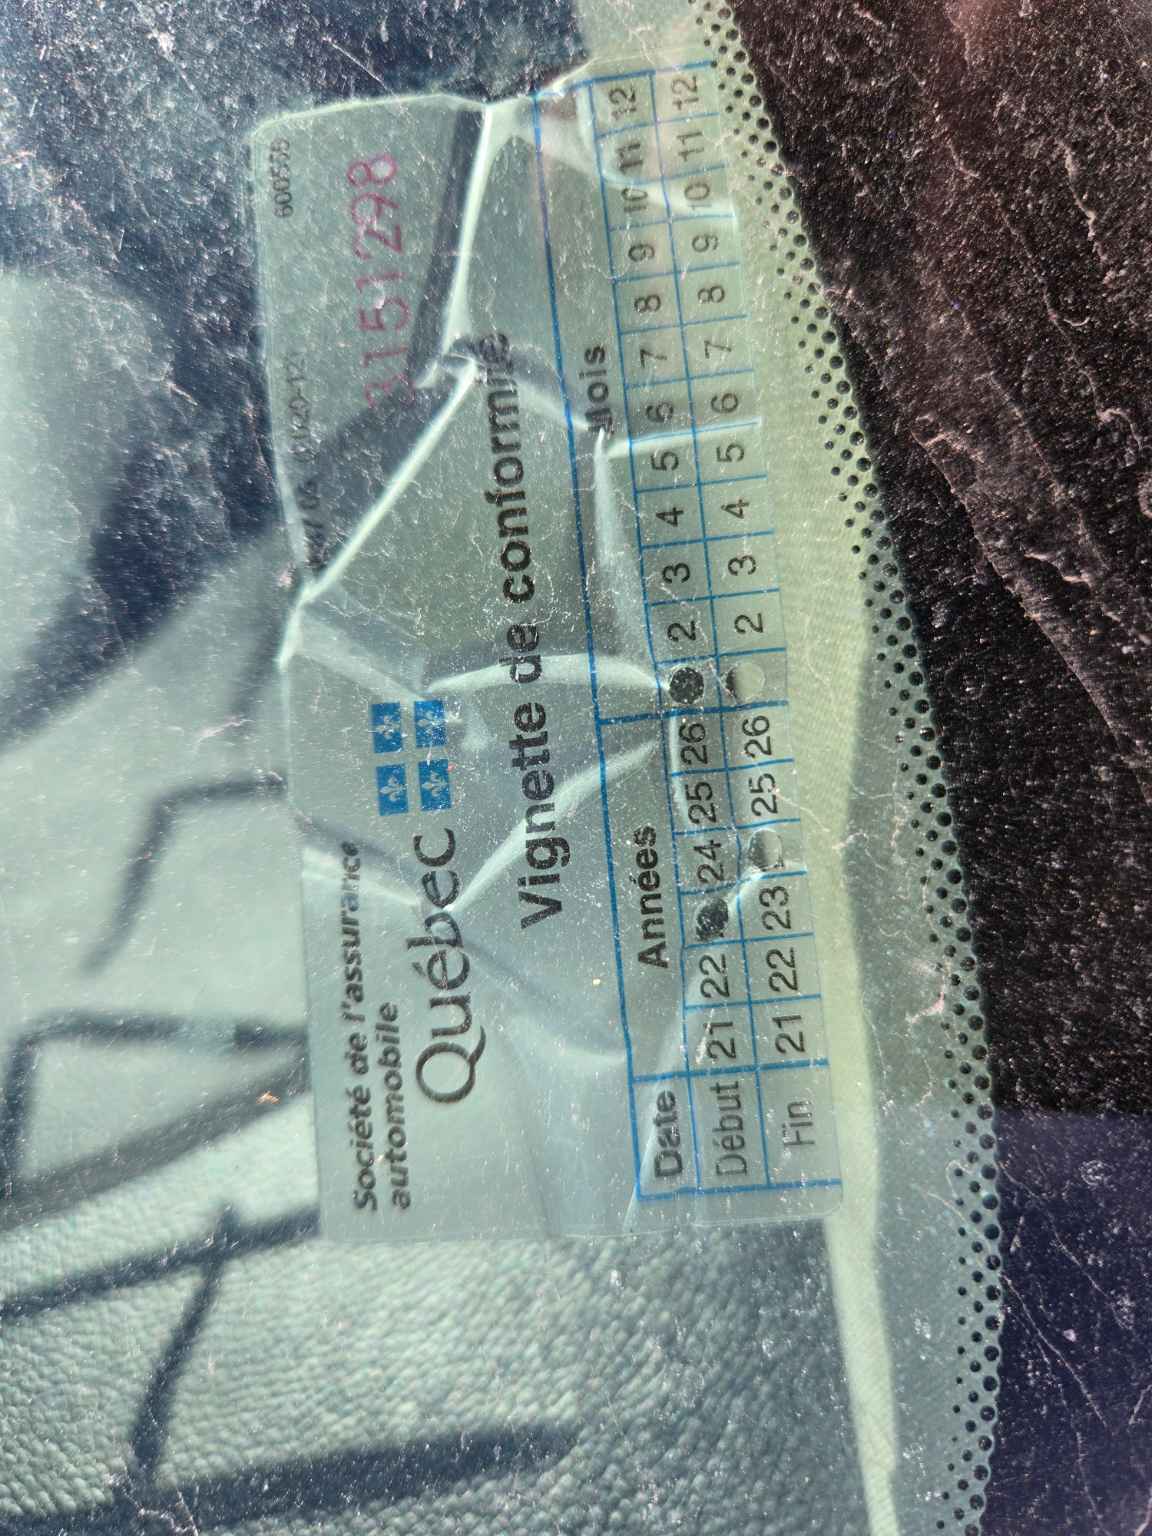 600556
3151298
Société de l'assurance
automobile
Québec
Vignette de conformité
Date Années Mois
Début 21 22 24 25 26 2 3 4 5 6 7 8 9 10 11 12
Fin 21 22 23 25 26 2 3 4 5 6 7 8 9 10 11 12